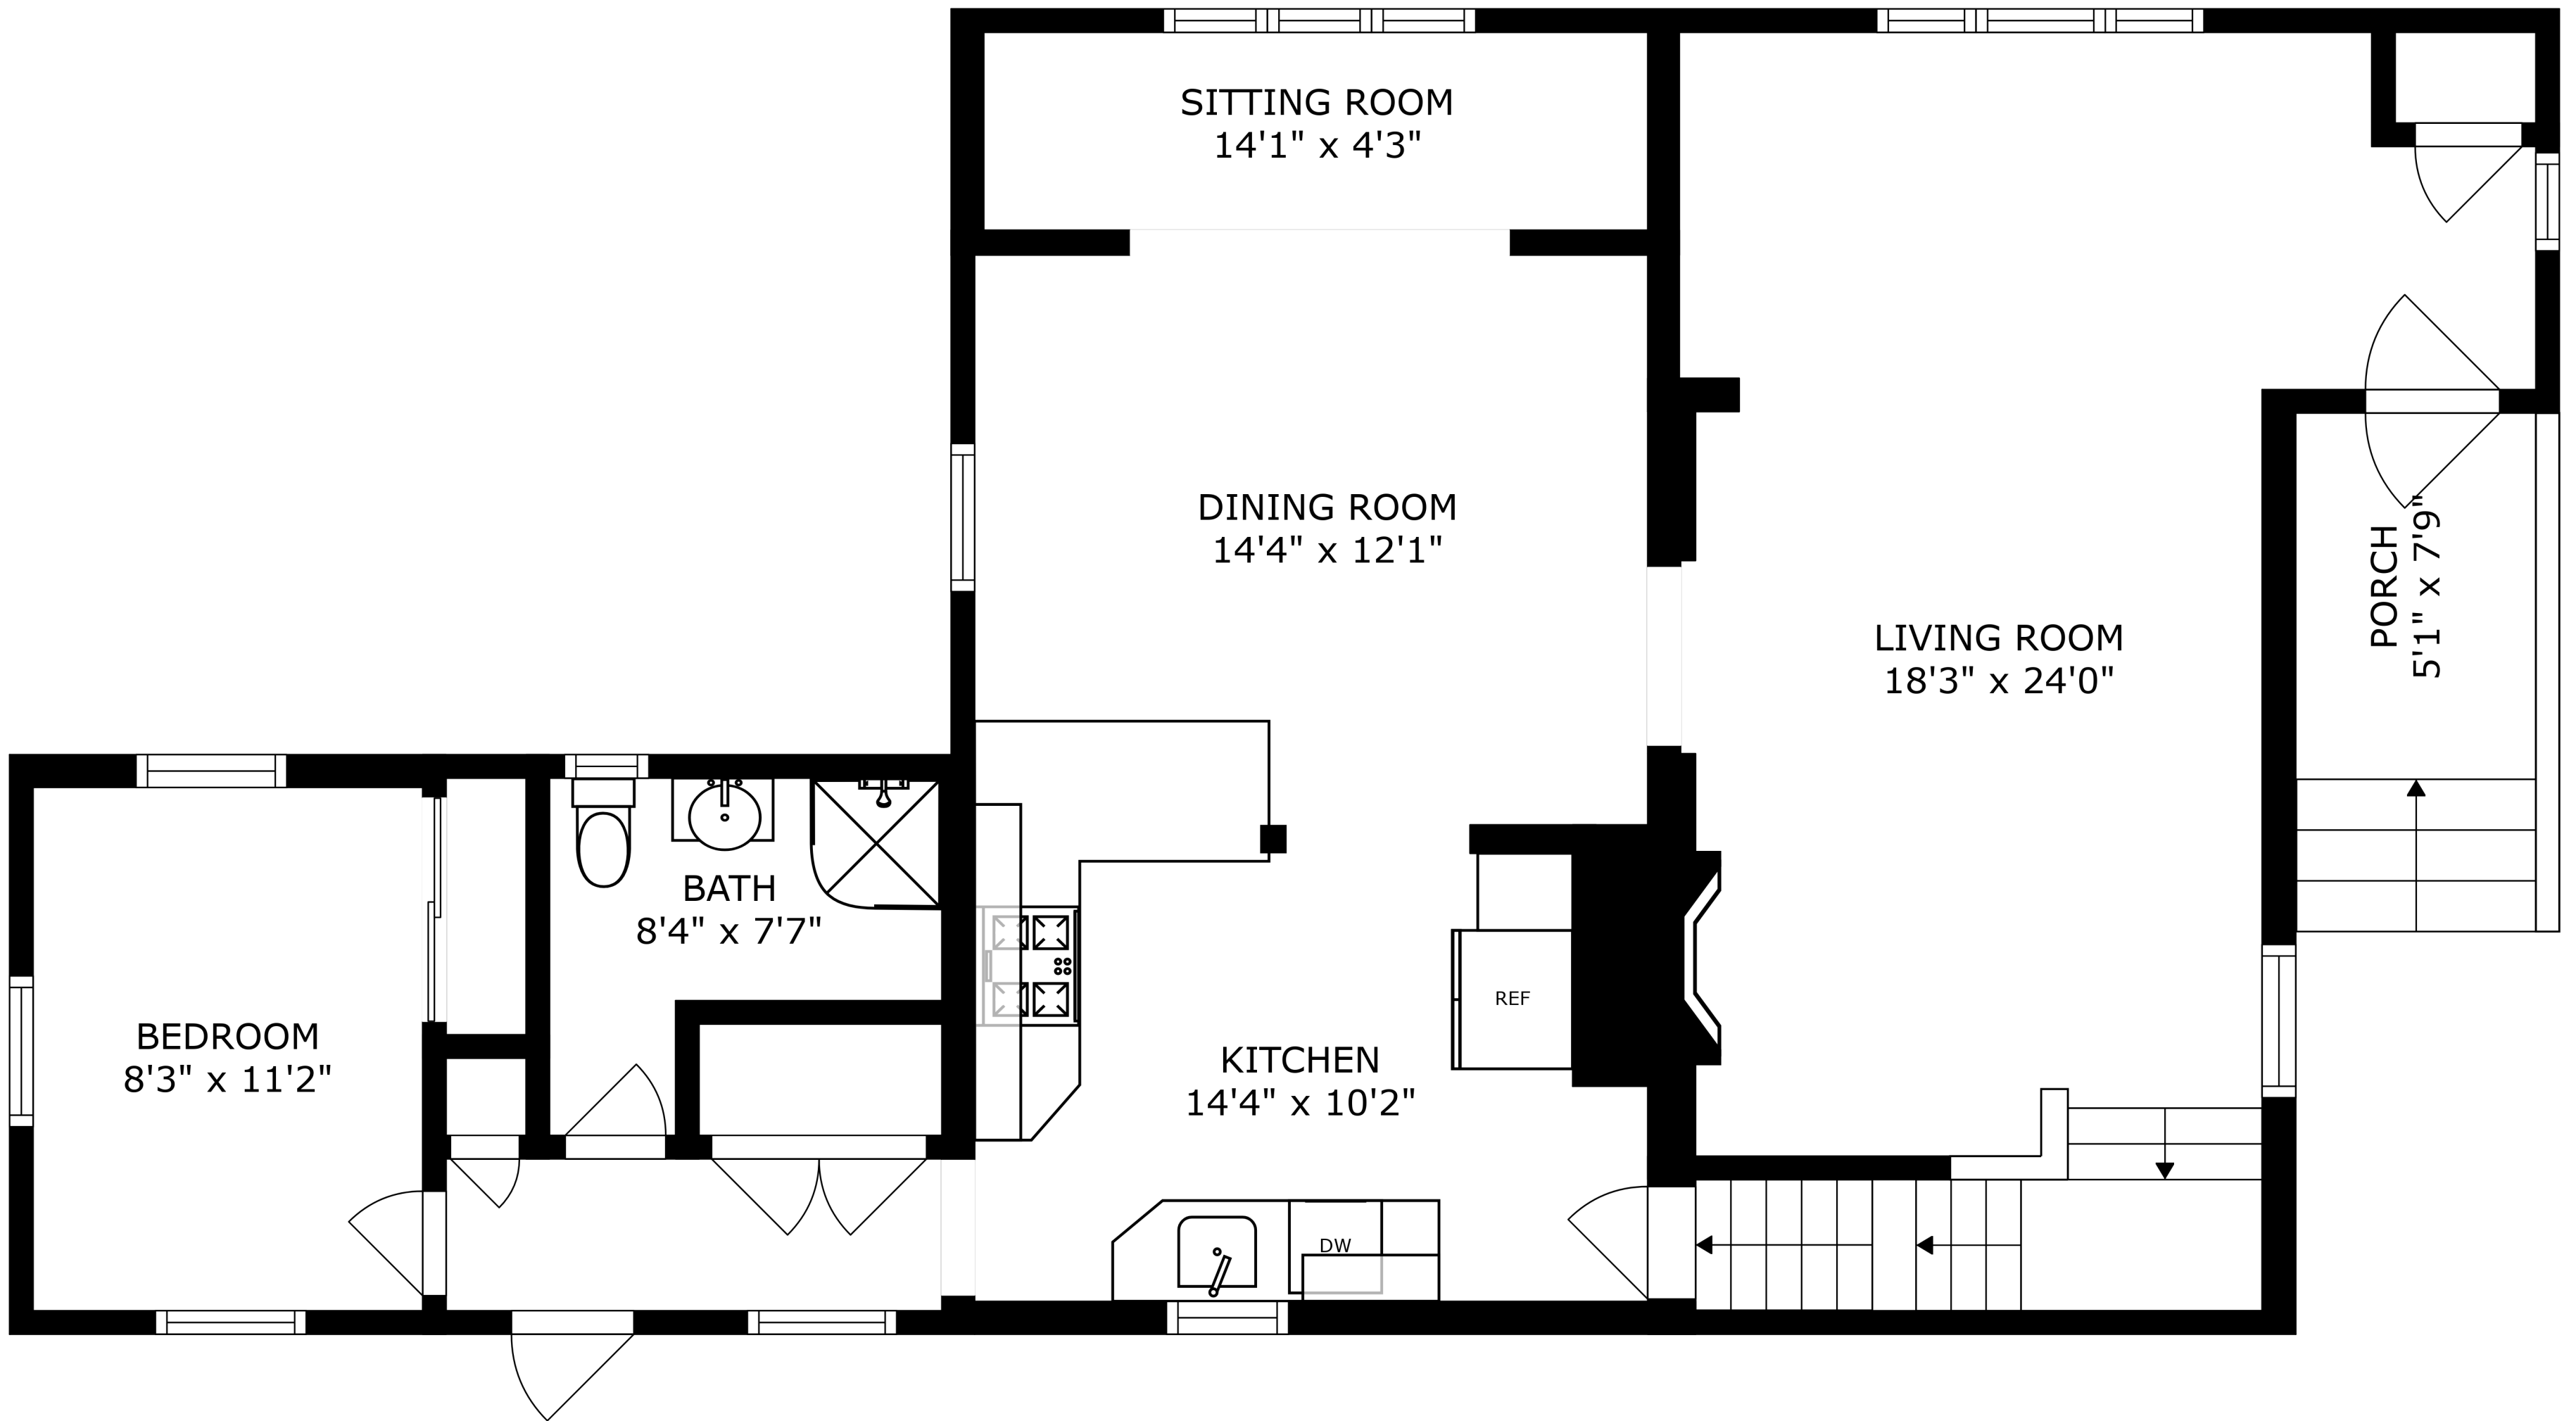 SITTING ROOM
14'1" x 4'3"
DINING ROOM
14'4" x 12'1"
LIVING ROOM
18'3" x 24'0"
PORCH
5'1" x 7'9"
BATH
8'4" x 7'7"
BEDROOM
8'3" x 11'2"
KITCHEN
14'4" x 10'2"
REF
DW